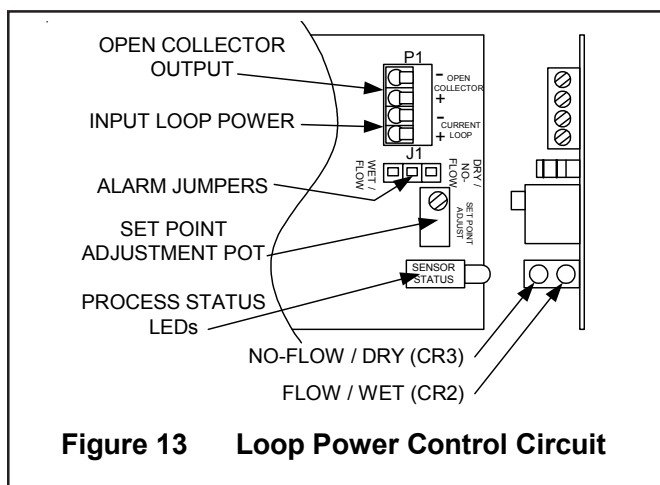 OPEN COLLECTOR
OUTPUT
INPUT LOOP POWER
ALARM JUMPERS
SET POINT
ADJUSTMENT POT
PROCESS STATUS
LEDs
P1
-
OPEN
COLLECTOR
+
-
CURRENT
LOOP
+
J1
WET /
FLOW
DRY /
NO-
FLOW
SET POINT
ADJUST
SENSOR
STATUS
NO-FLOW / DRY (CR3)
FLOW / WET (CR2)
Figure 13 Loop Power Control Circuit